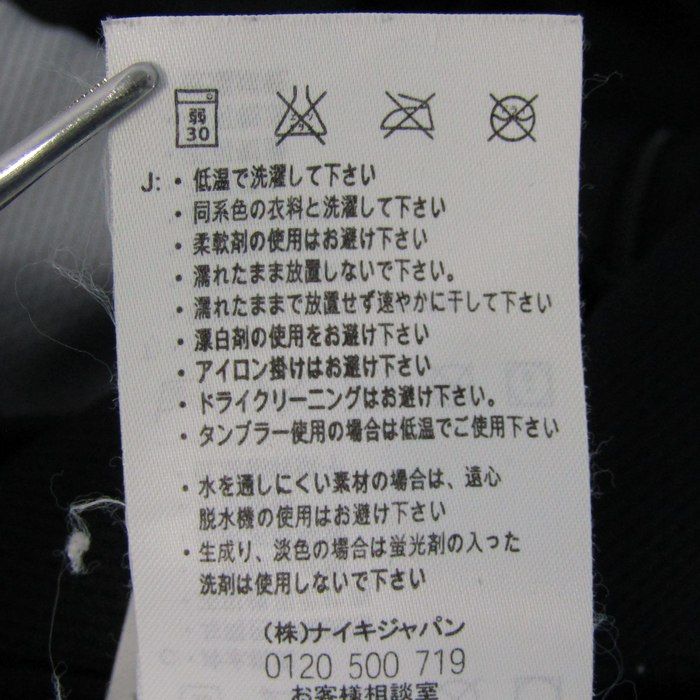 弱
30
J: ・低温で洗濯して下さい
・同系色の衣料と洗濯して下さい
・柔軟剤の使用はお避け下さい
・濡れたまま放置しないで下さい。
・濡れたままで放置せず速やかに干して下さい
・漂白剤の使用をお避け下さい
・アイロン掛けはお避け下さい
・ドライクリーニングはお避け下さい。
・タンブラー使用の場合は低温でご使用下さい
・水を通しにくい素材の場合は、遠心
脱水機の使用はお避け下さい
・生成り、淡色の場合は蛍光剤の入った
洗剤は使用しないで下さい
(株)ナイキジャパン
0120 500 719
お客様相談室